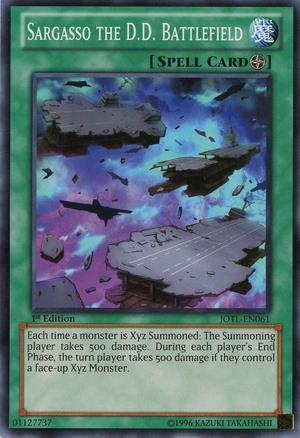 SARGASSO THE D.D. BATTLEFIELD
魔
[SPELL CARD]
1st Edition
JOTL-EN061
Each time a monster is Xyz Summoned: The Summoning
player takes 500 damage. During each player's End
Phase, the turn player takes 500 damage if they control
a face-up Xyz Monster.
01127737
©1996 KAZUKI TAKAHASHI